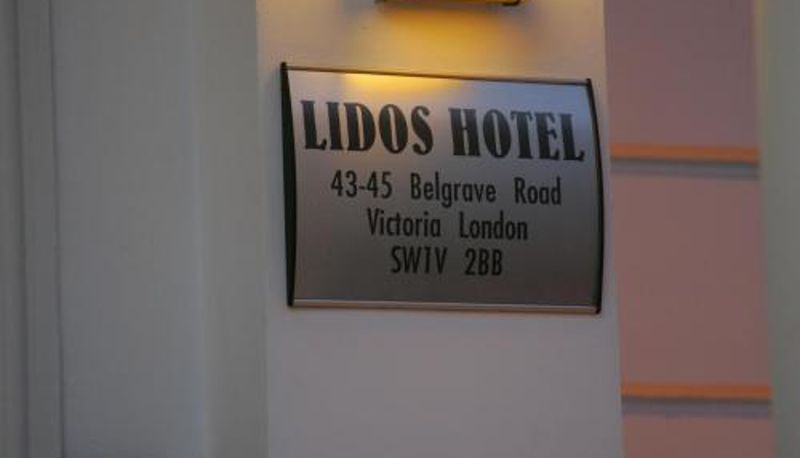 LIDOS HOTEL
43-45 Belgrave Road
Victoria London
SW1V 2BB